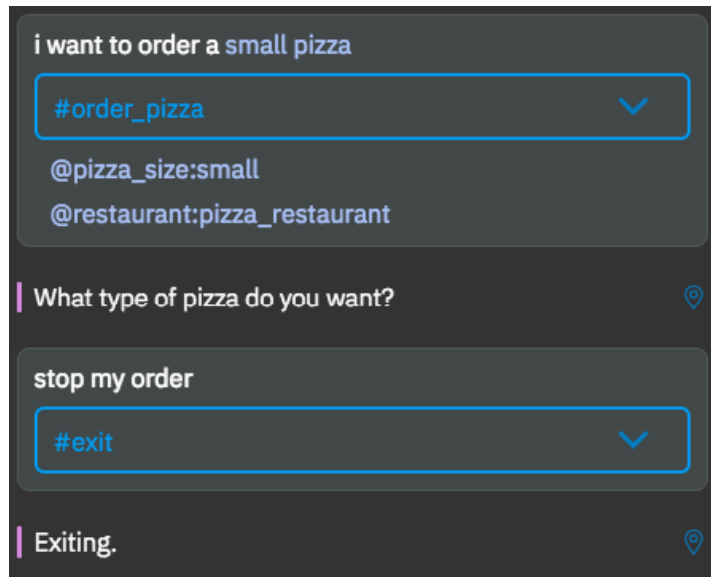 i want to order a small pizza
#order_pizza
@pizza_size:small
@restaurant:pizza_restaurant
What type of pizza do you want?
stop my order
#exit
Exiting.